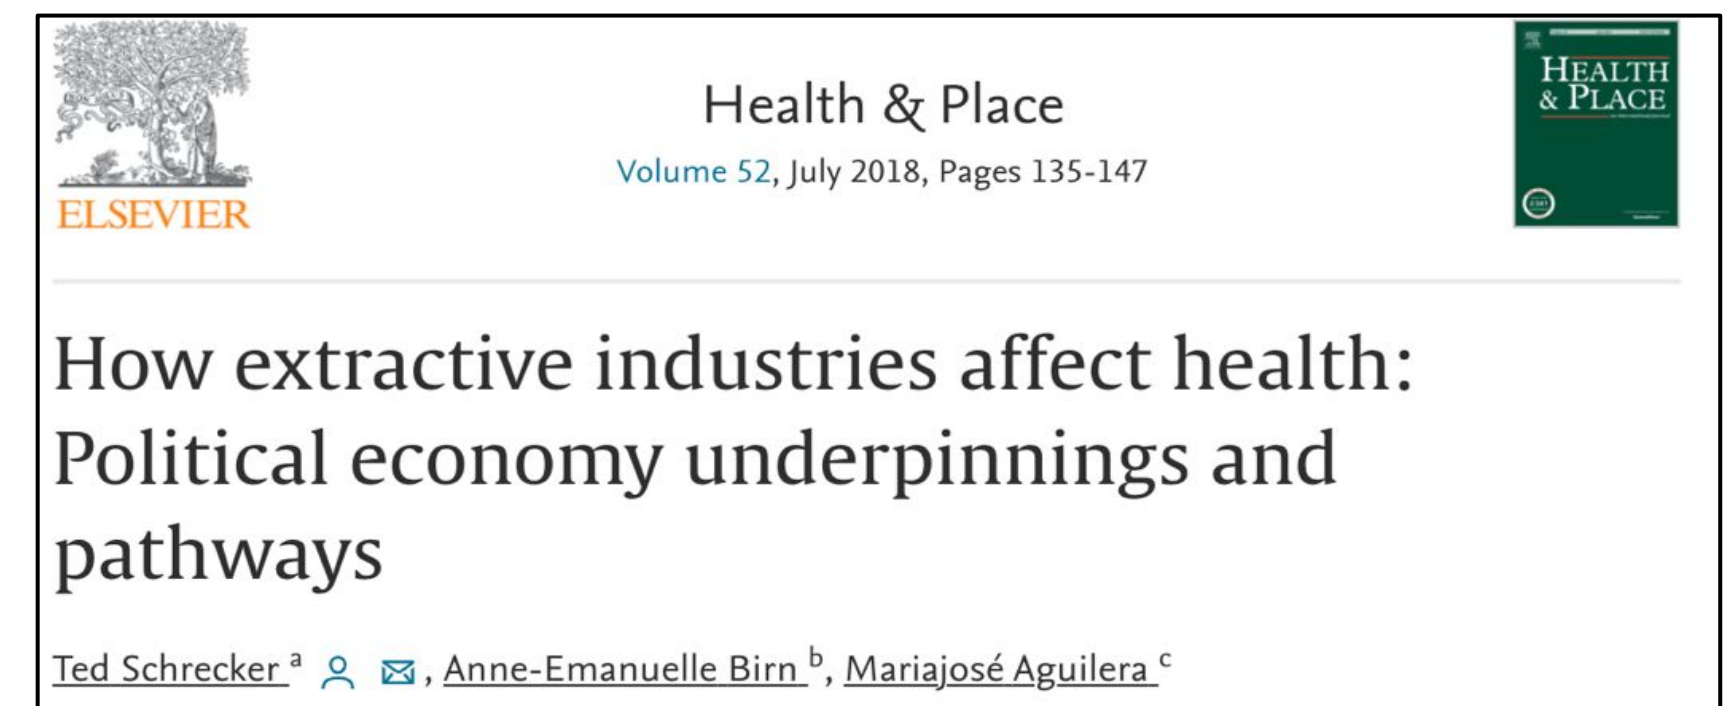 ELSEVIER
Health & Place
Volume 52, July 2018, Pages 135-147
HEALTH
& PLACE
How extractive industries affect health:
Political economy underpinnings and
pathways
Ted Schrecker a , Anne-Emanuelle Birn b, Mariajosé Aguilera c